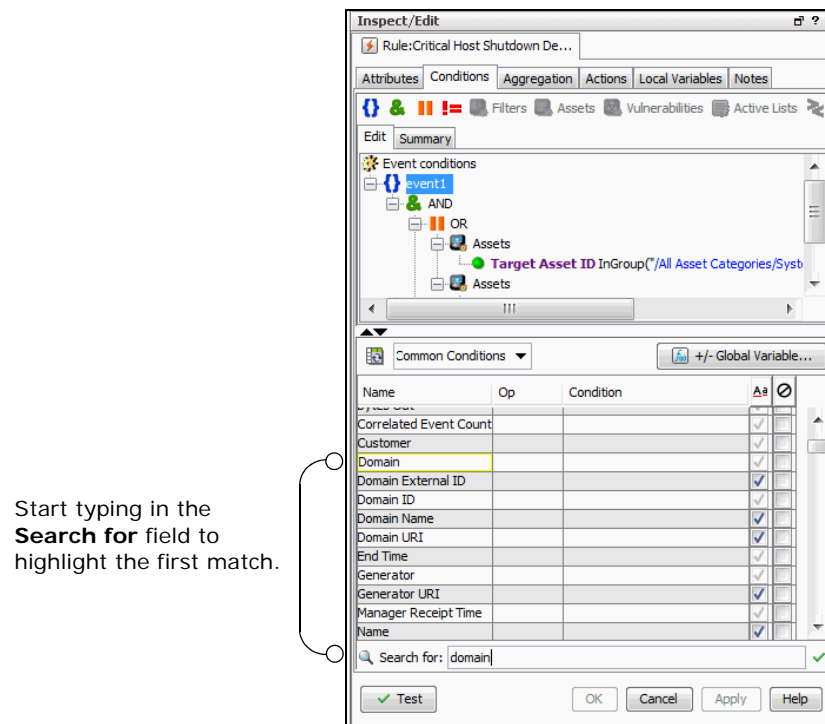 Inspect/Edit
Rule:Critical Host Shutdown De...
Attributes Conditions Aggregation Actions Local Variables Notes
{} & != Filters Assets Vulnerabilities Active Lists
Edit Summary
Event conditions
{} event1
& AND
OR
Assets
Target Asset ID InGroup("/All Asset Categories/Syst
Assets
Common Conditions +/- Global Variable...
Name Op Condition Aa
Bytes Out
Correlated Event Count
Customer
Domain
Domain External ID
Domain ID
Domain Name
Domain URI
End Time
Generator
Generator URI
Manager Receipt Time
Name
Search for: domain
Test OK Cancel Apply Help
Start typing in the
Search for field to
highlight the first match.